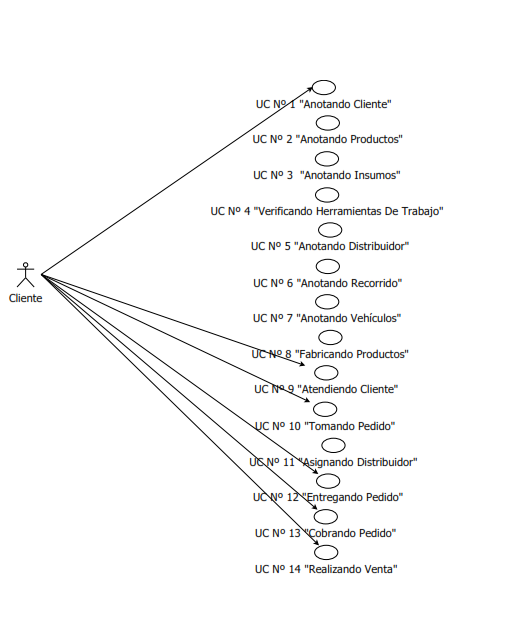 UC Nº 1 "Anotando Cliente"
UC Nº 2 "Anotando Productos"
UC Nº 3 "Anotando Insumos"
UC Nº 4 "Verificando Herramientas De Trabajo"
UC Nº 5 "Anotando Distribuidor"
UC Nº 6 "Anotando Recorrido"
Cliente
UC Nº 7 "Anotando Vehículos"
UC Nº 8 "Fabricando Productos"
UC Nº 9 "Atendiendo Cliente"
UC Nº 10 "Tomando Pedido"
UC Nº 11 "Asignando Distribuidor"
UC Nº 12 "Entregando Pedido"
UC Nº 13 "Cobrando Pedido"
UC Nº 14 "Realizando Venta"